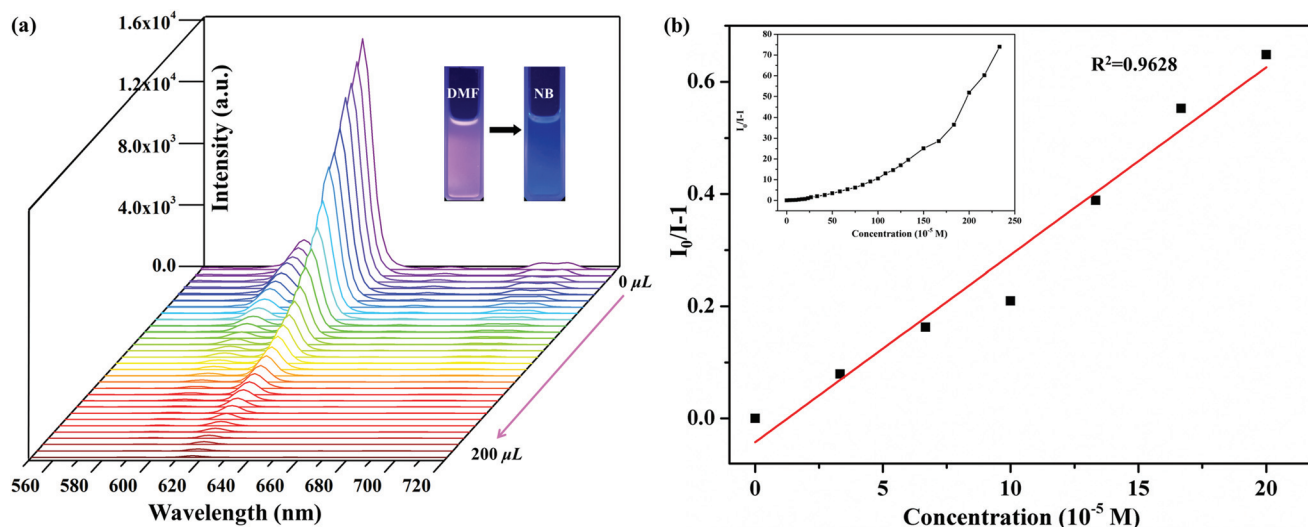 (a)
1.6x10⁴
1.2x10⁴
8.0x10³
4.0x10³
0.0
Intensity (a.u.)
DMF
NB
0 μL
200 μL
560 580 600 620 640 660 680 700 720
Wavelength (nm)
(b)
80
70
60
50
40
30
20
10
0
I₀/I-1
0 50 100 150 200 250
Concentration (10⁻⁵ M)
R²=0.9628
0.8
0.6
0.4
0.2
0.0
I₀/I-1
0 5 10 15 20
Concentration (10⁻⁵ M)